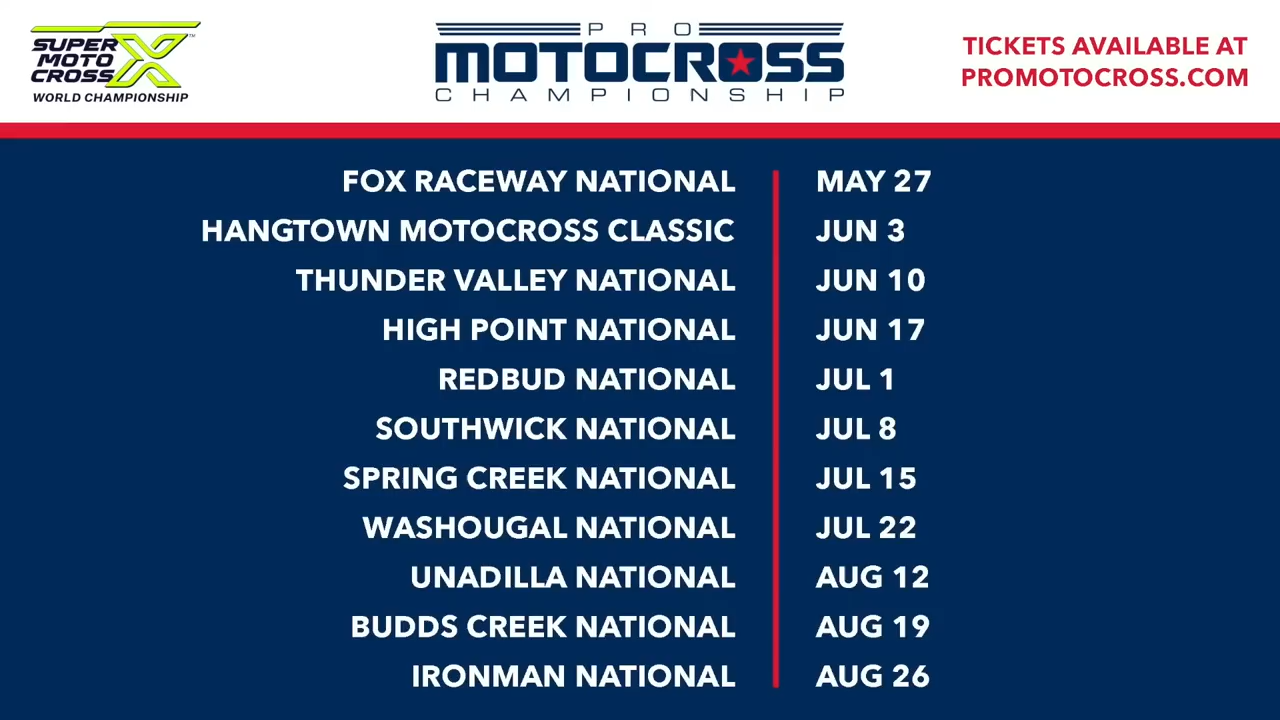 SUPER
MOTO
CROSS X™
WORLD CHAMPIONSHIP
PRO
MOTOCROSS
CHAMPIONSHIP
TICKETS AVAILABLE AT
PROMOTOCROSS.COM
FOX RACEWAY NATIONAL MAY 27
HANGTOWN MOTOCROSS CLASSIC JUN 3
THUNDER VALLEY NATIONAL JUN 10
HIGH POINT NATIONAL JUN 17
REDBUD NATIONAL JUL 1
SOUTHWICK NATIONAL JUL 8
SPRING CREEK NATIONAL JUL 15
WASHOUGAL NATIONAL JUL 22
UNADILLA NATIONAL AUG 12
BUDDS CREEK NATIONAL AUG 19
IRONMAN NATIONAL AUG 26